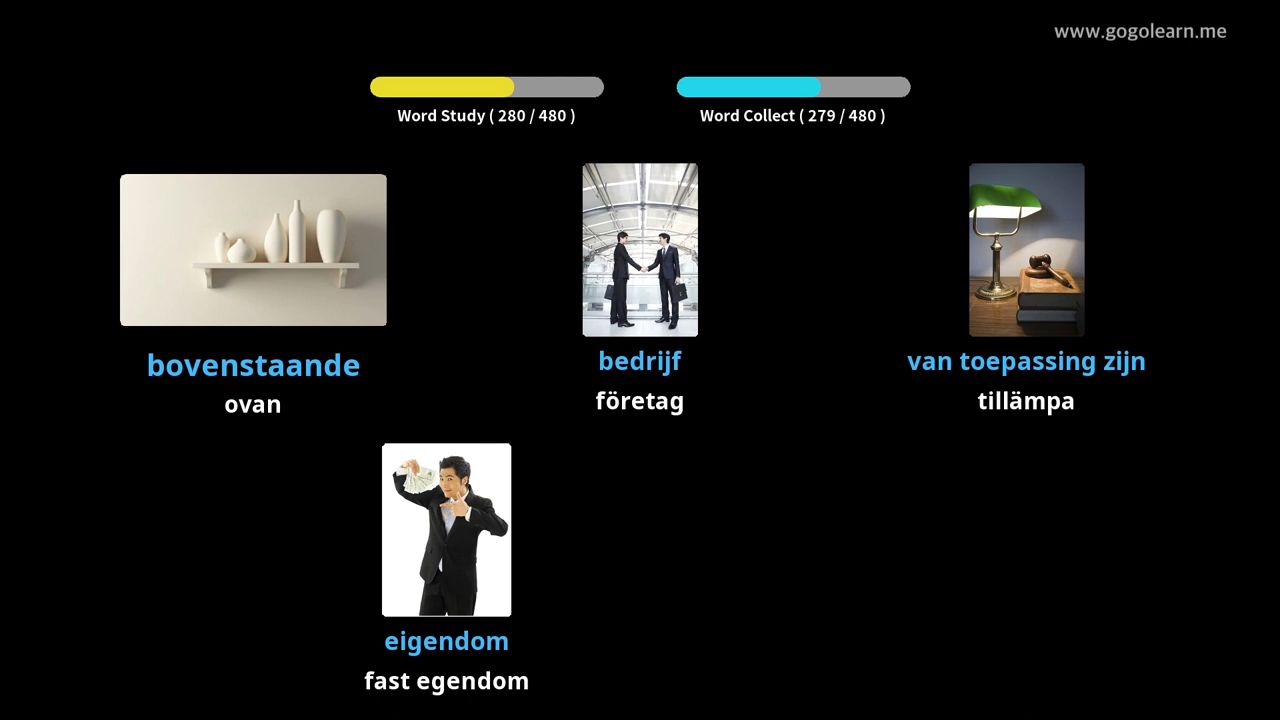 www.gogolearn.me
Word Study ( 280 / 480 )
Word Collect ( 279 / 480 )
bovenstaande
ovan
bedrijf
företag
van toepassing zijn
tillämpa
eigendom
fast egendom